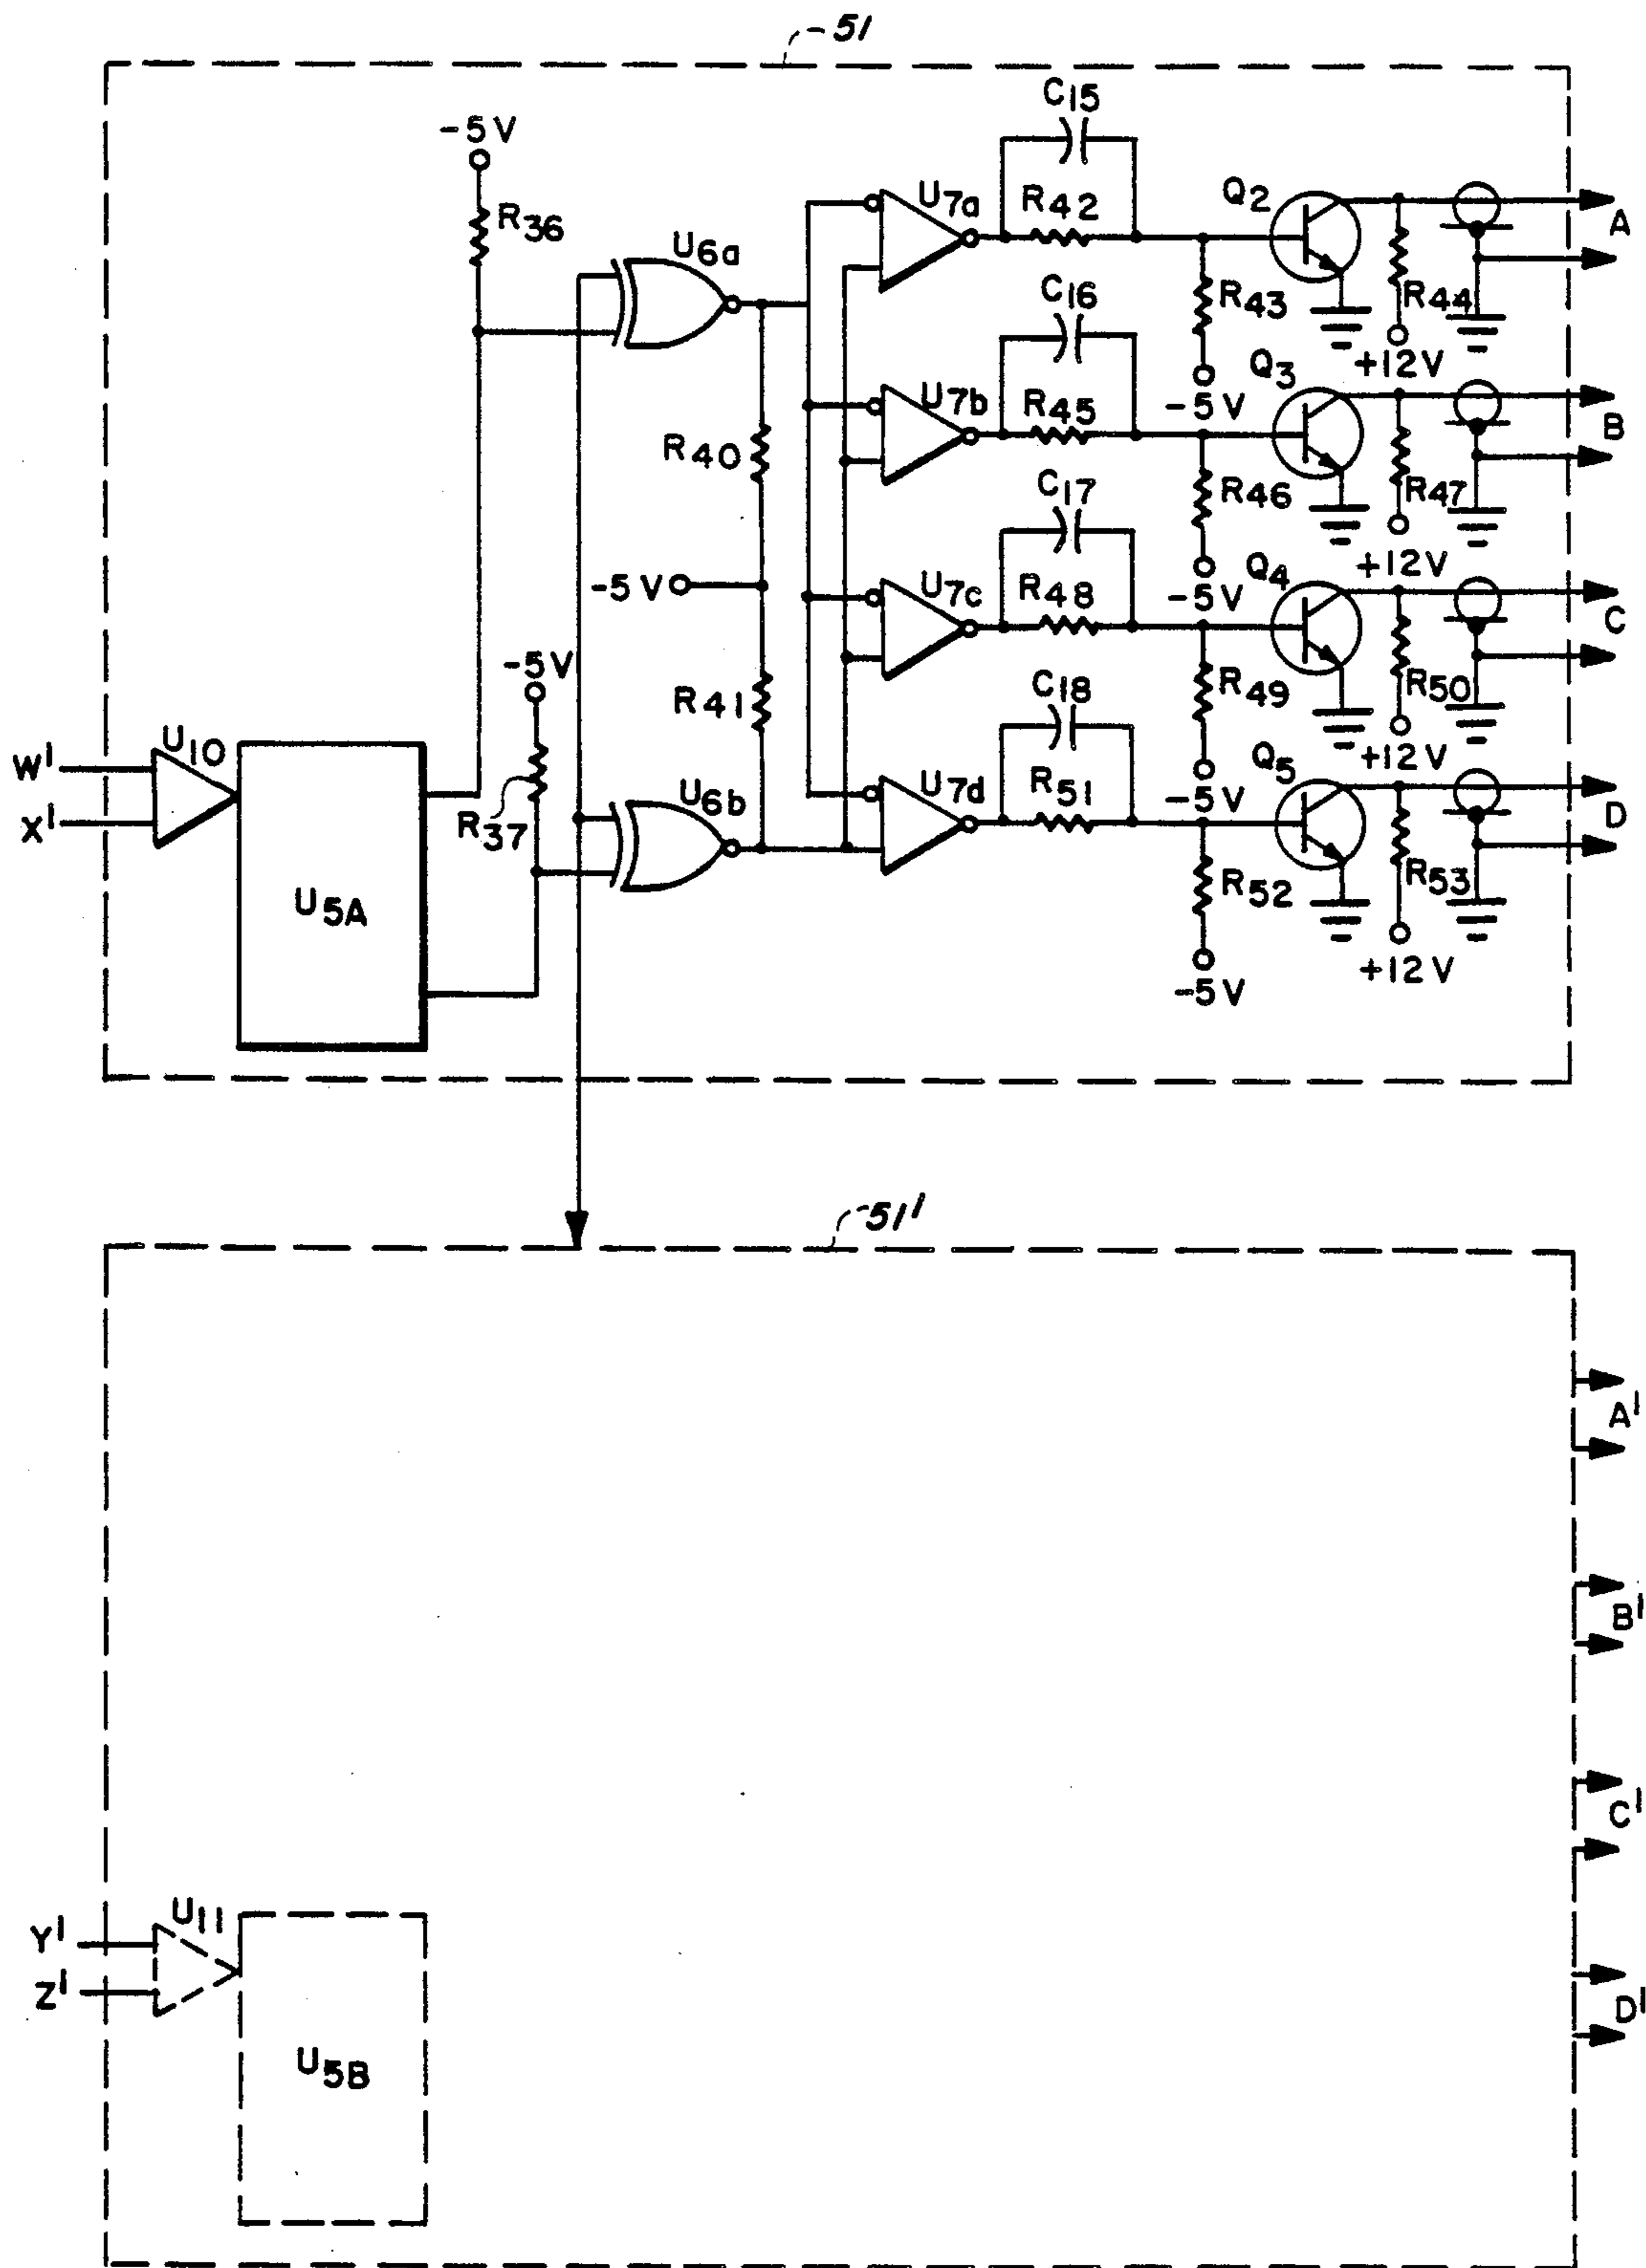 51
-5V
R36
U6a
C15
U7a
R42
Q2
A
R43
R44
-5V
+12V
C16
U7b
R45
Q3
B
R40
R46
R47
-5V
+12V
C17
-5V
U7c
R48
Q4
C
R41
R49
R50
-5V
+12V
-5V
C18
U7d
R51
Q5
D
R37
U6b
R52
R53
-5V
+12V
W'
X'
U10
U5A
51'
A'
B'
C'
D'
Y'
Z'
U11
U5B